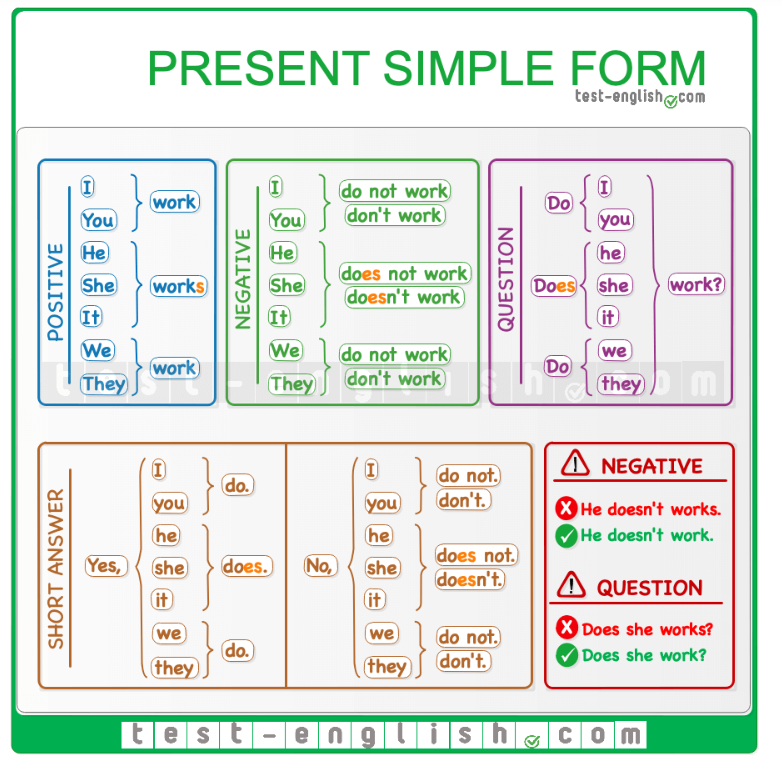 PRESENT SIMPLE FORM
test-english.com
POSITIVE
I
You
work
He
She
It
works
We
They
work
NEGATIVE
I
You
do not work
don't work
He
She
It
does not work
doesn't work
We
They
do not work
don't work
QUESTION
Do
I
you
Does
he
she
it
Do
we
they
work?
test-english.com
SHORT ANSWER
Yes,
I
you
do.
he
she
it
does.
we
they
do.
No,
I
you
do not.
don't.
he
she
it
does not.
doesn't.
we
they
do not.
don't.
NEGATIVE
He doesn't works.
He doesn't work.
QUESTION
Does she works?
Does she work?
test-english.com